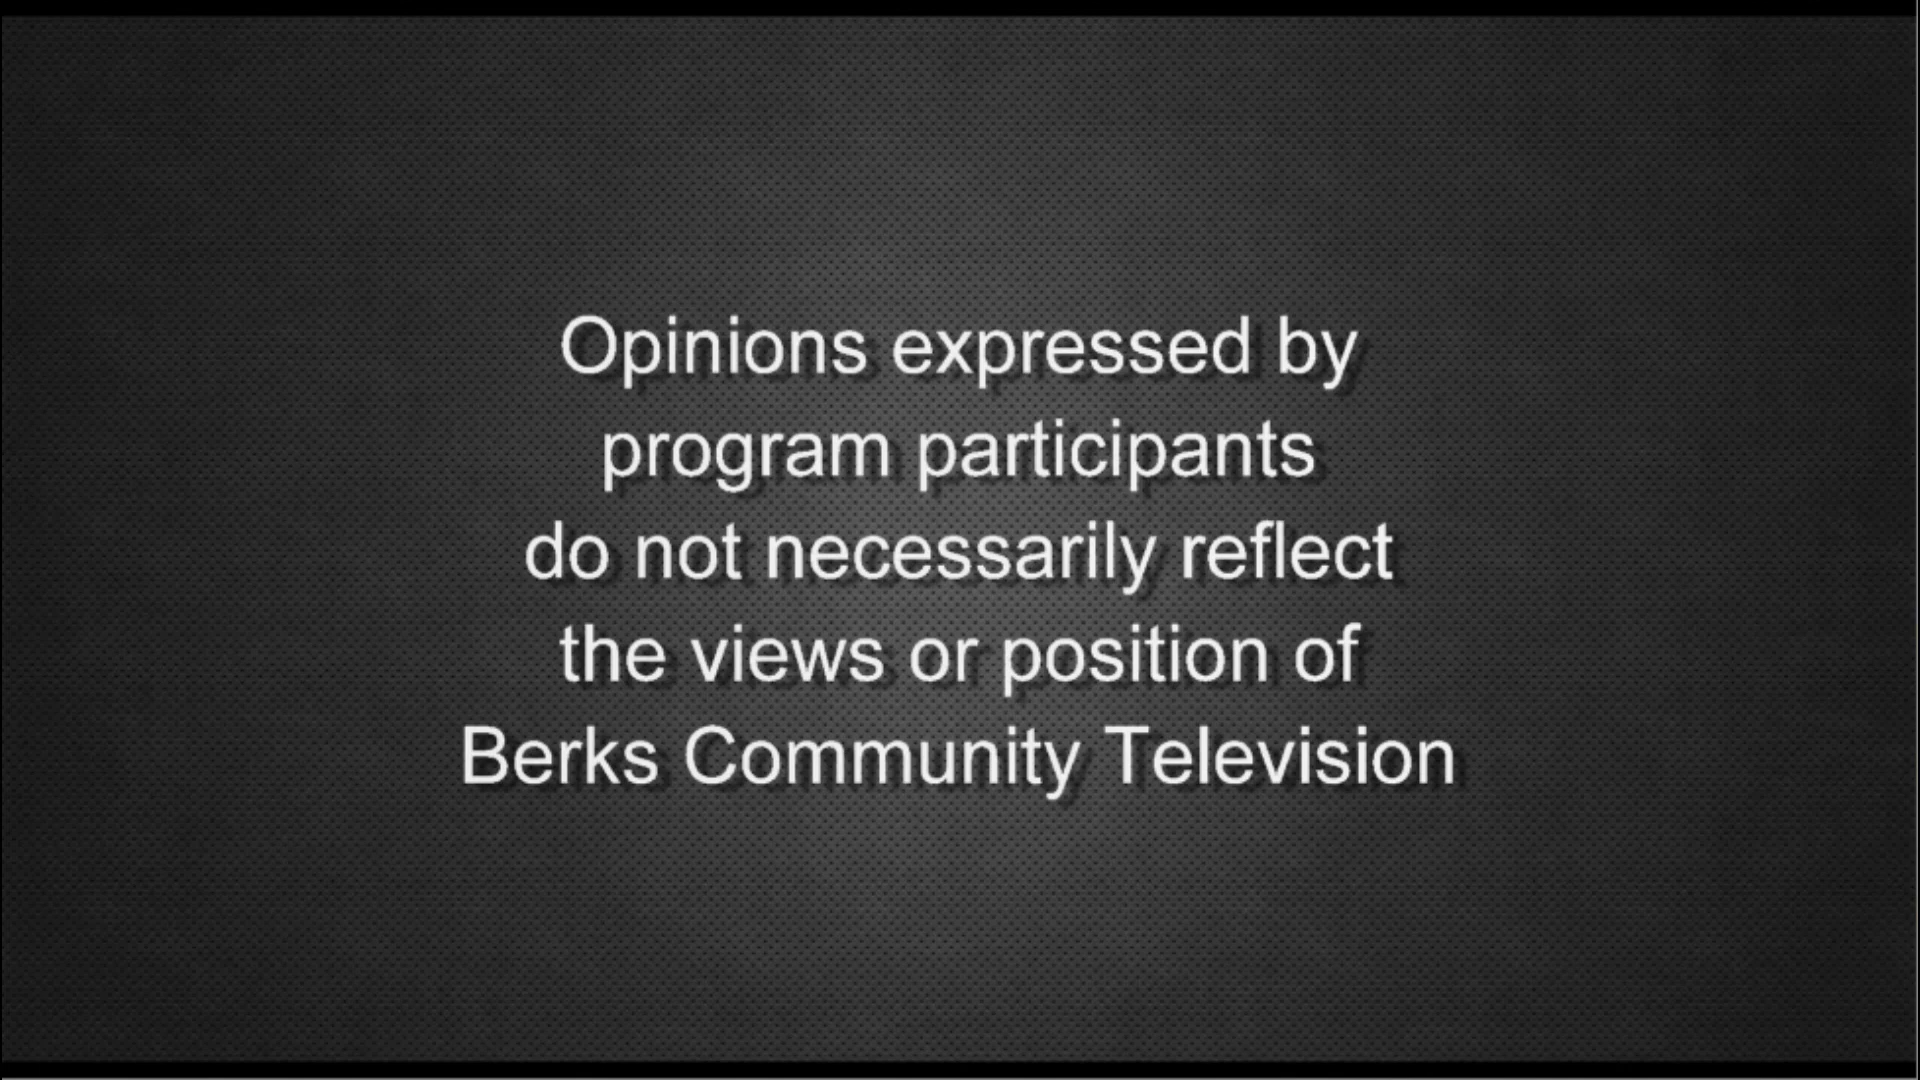 Opinions expressed by
program participants
do not necessarily reflect
the views or position of
Berks Community Television